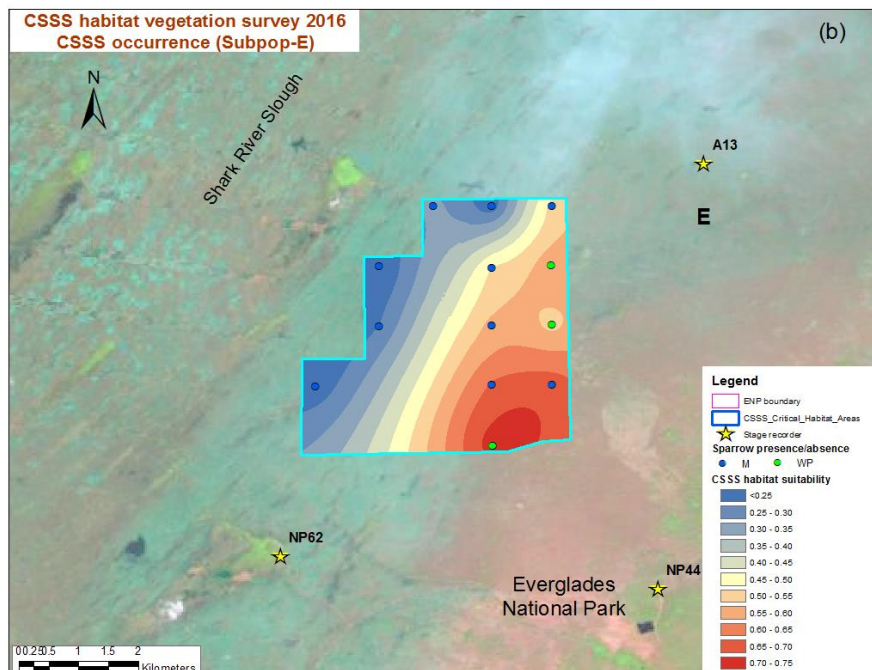 CSSS habitat vegetation survey 2016
CSSS occurrence (Subpop-E)
(b)
N
Shark River Slough
A13
E
NP62
NP44
Everglades
National Park
Legend
ENP boundary
CSSS_Critical_Habitat_Areas
Stage recorder
Sparrow presence/absence
M
WP
CSSS habitat suitability
<0.25
0.25 - 0.30
0.30 - 0.35
0.35 - 0.40
0.40 - 0.45
0.45 - 0.50
0.50 - 0.55
0.55 - 0.60
0.60 - 0.65
0.65 - 0.70
0.70 - 0.75
00.250.5 1 1.5 2
Kilometers